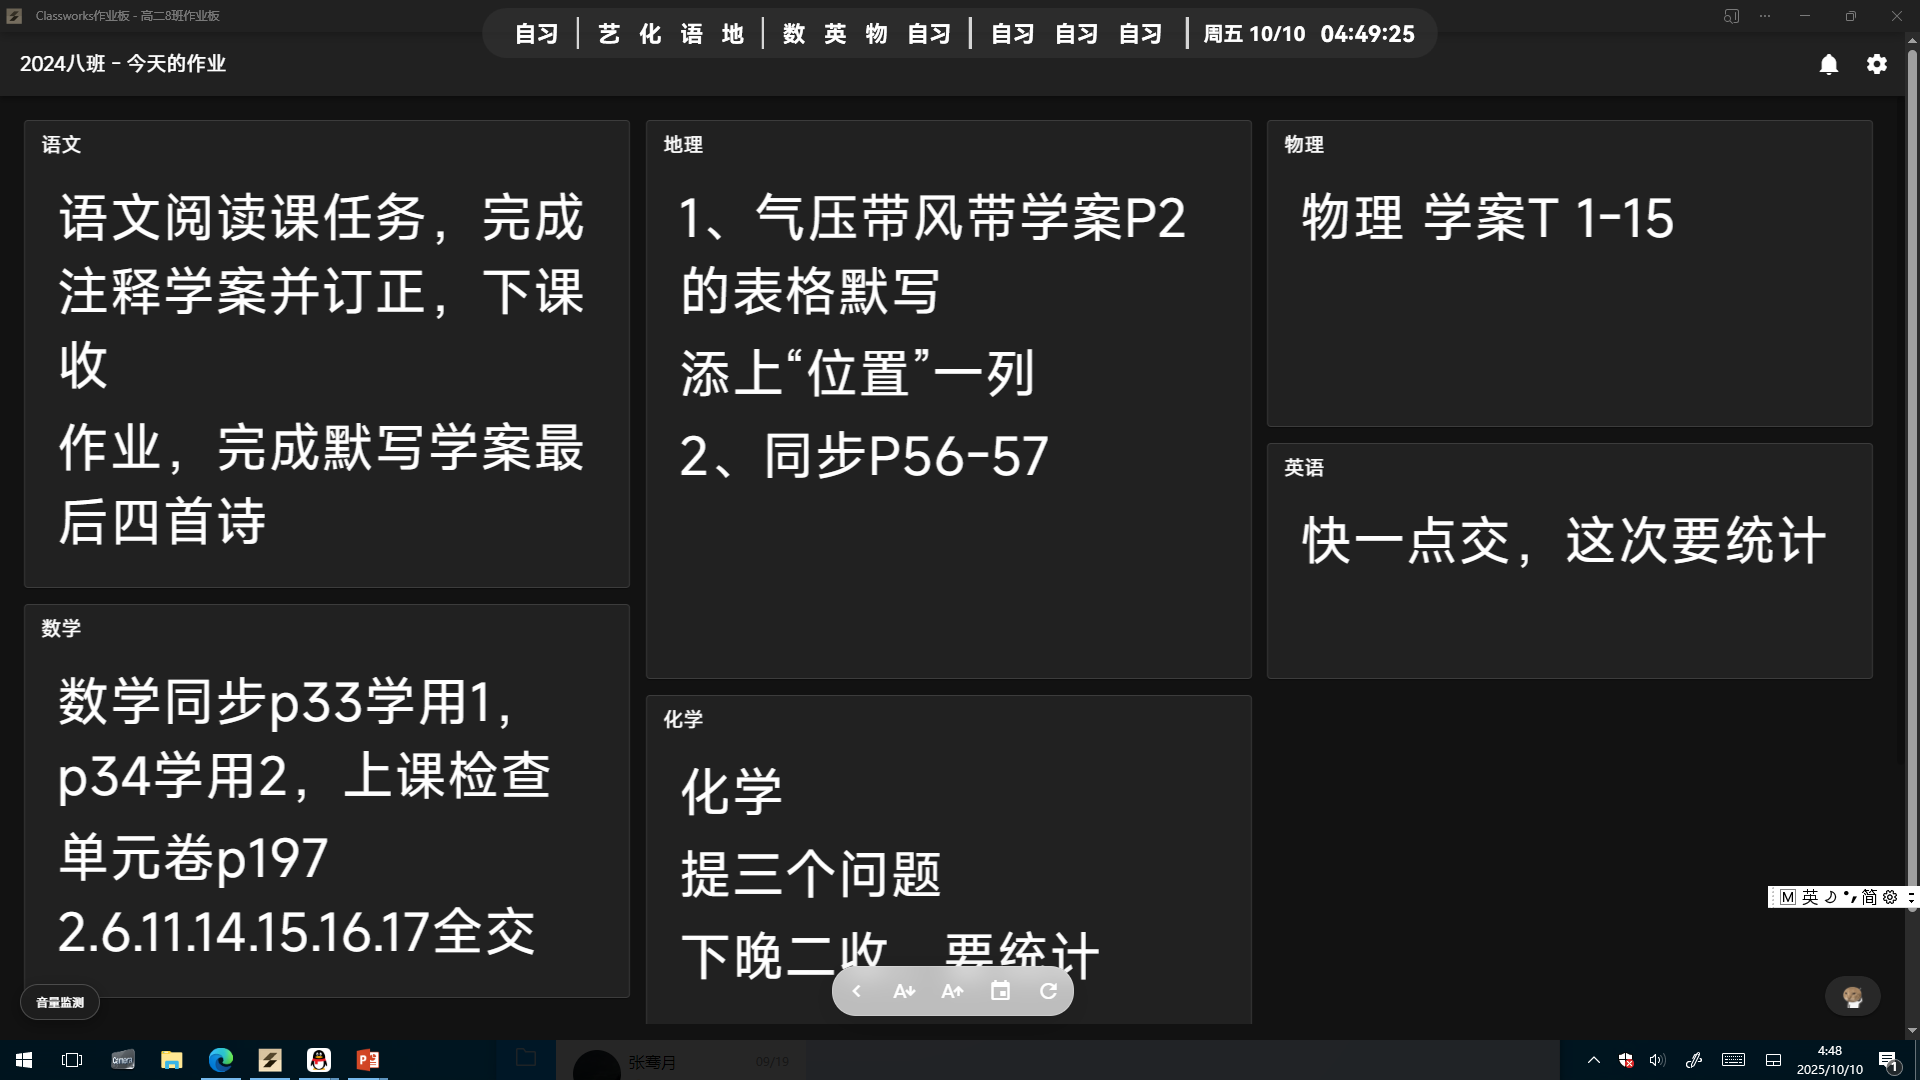 Classworks作业板 - 高二8班作业板
自习 | 艺 化 语 地 | 数 英 物 自习 | 自习 自习 自习 | 周五 10/10 04:49:25
2024八班 - 今天的作业
语文
语文阅读课任务，完成
注释学案并订正，下课
收
作业，完成默写学案最
后四首诗
数学
数学同步p33学用1，
p34学用2，上课检查
单元卷p197
2.6.11.14.15.16.17全交
地理
1、气压带风带学案P2
的表格默写
添上“位置”一列
2、同步P56-57
化学
化学
提三个问题
下晚二收 要统计
物理
物理 学案T 1-15
英语
快一点交，这次要统计
音量监测
M 英 简
张骞月 09/19
4:48
2025/10/10
1